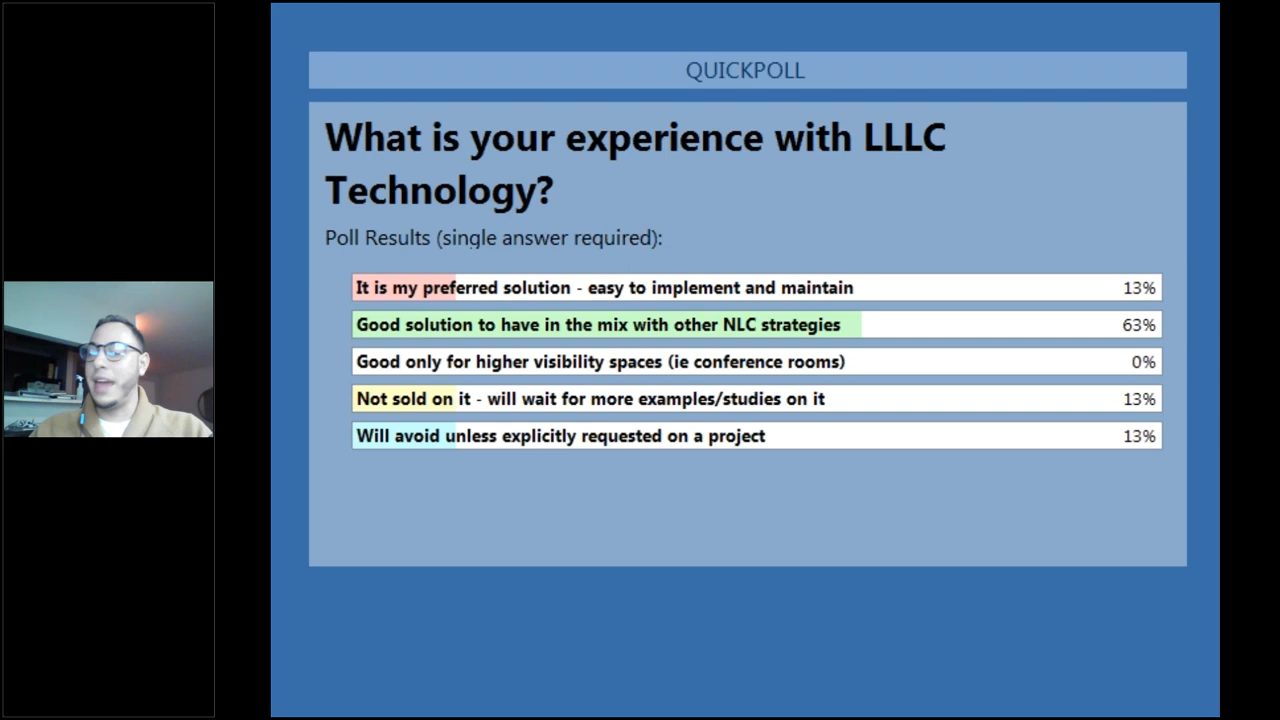 QUICKPOLL
What is your experience with LLLC
Technology?
Poll Results (single answer required):
It is my preferred solution - easy to implement and maintain 13%
Good solution to have in the mix with other NLC strategies 63%
Good only for higher visibility spaces (ie conference rooms) 0%
Not sold on it - will wait for more examples/studies on it 13%
Will avoid unless explicitly requested on a project 13%